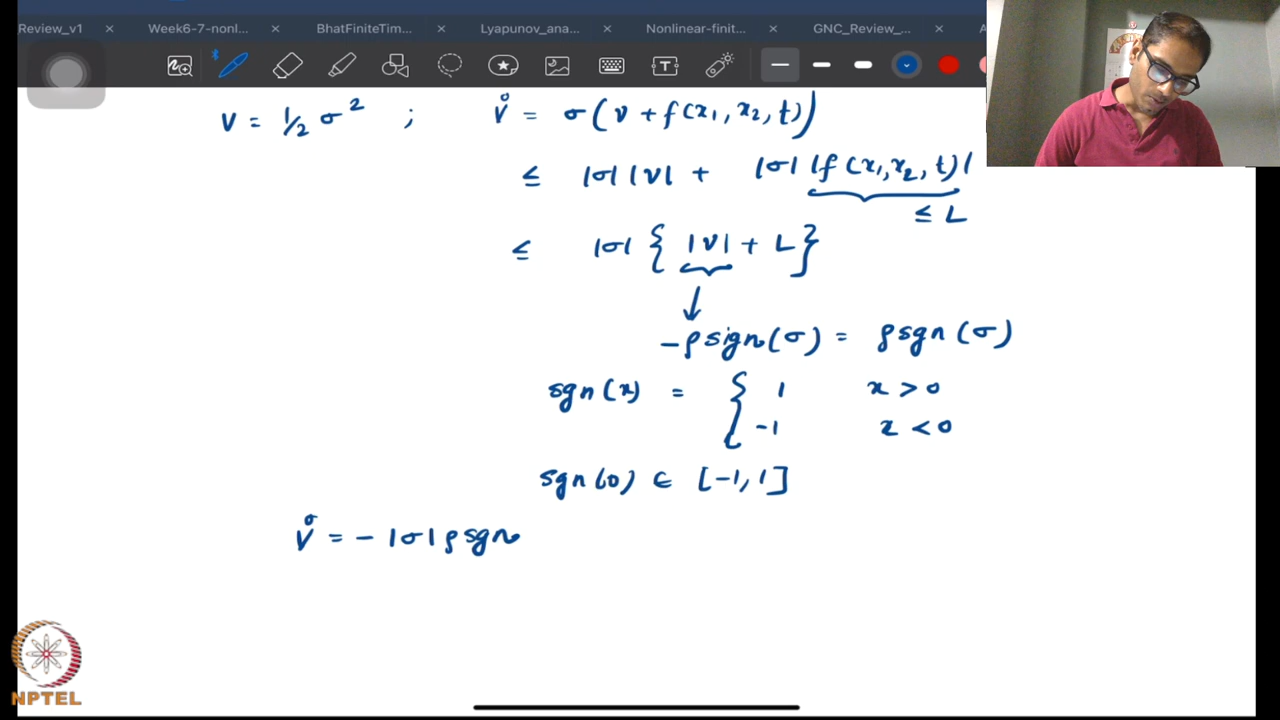 Review_v1 × Week6-7-nonl... × BhatFiniteTim... × Lyapunov_ana... × Nonlinear-finit... × GNC_Review_...
V = 1/2 σ² ; V̊ = σ(v + f(x₁, x₂, t))
≤ |σ| |v| + |σ| |f(x₁, x₂, t)|
≤ L
≤ |σ| { |v| + L }
↓
-ρ sign(σ) = ρ sgn(σ)
sgn(x) = { 1 x > 0
-1 x < 0
sgn(0) ∈ [-1, 1]
V̊ = - |σ| ρ sgn
NPTEL